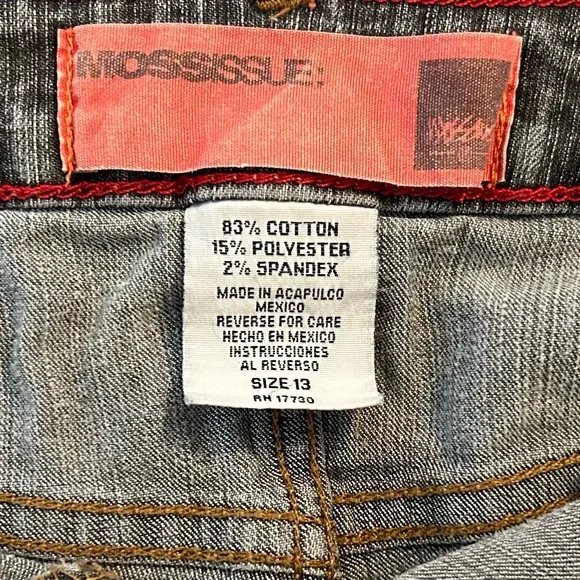 MOSSISSUE:
83% COTTON
15% POLYESTER
2% SPANDEX
MADE IN ACAPULCO
MEXICO
REVERSE FOR CARE
HECHO EN MEXICO
INSTRUCCIONES
AL REVERSO
SIZE 13
RN 17730